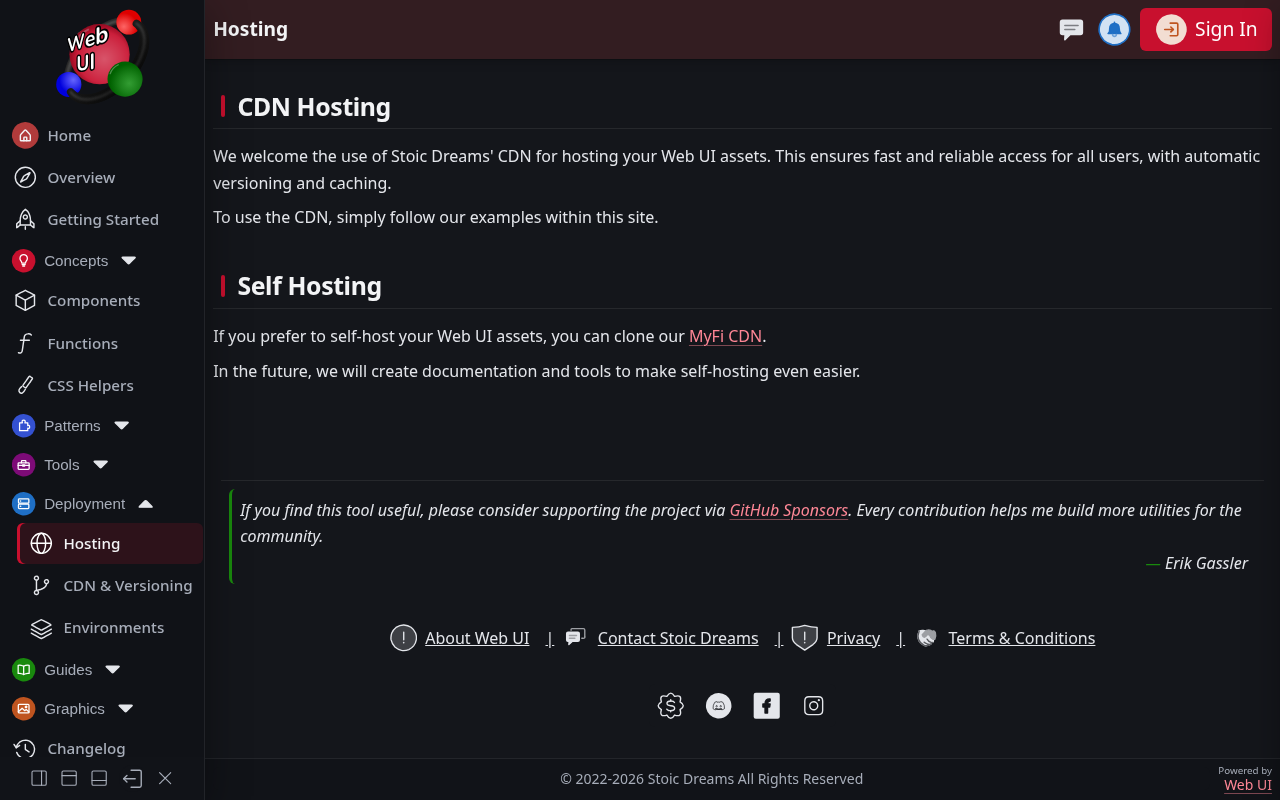 Web
UI
Home
Overview
Getting Started
Concepts
Components
Functions
CSS Helpers
Patterns
Tools
Deployment
Hosting
CDN & Versioning
Environments
Guides
Graphics
Changelog
Hosting
Sign In
CDN Hosting
We welcome the use of Stoic Dreams' CDN for hosting your Web UI assets. This ensures fast and reliable access for all users, with automatic
versioning and caching.
To use the CDN, simply follow our examples within this site.
Self Hosting
If you prefer to self-host your Web UI assets, you can clone our MyFi CDN.
In the future, we will create documentation and tools to make self-hosting even easier.
If you find this tool useful, please consider supporting the project via GitHub Sponsors. Every contribution helps me build more utilities for the
community.
— Erik Gassler
About Web UI | Contact Stoic Dreams | Privacy | Terms & Conditions
© 2022-2026 Stoic Dreams All Rights Reserved
Powered by
Web UI